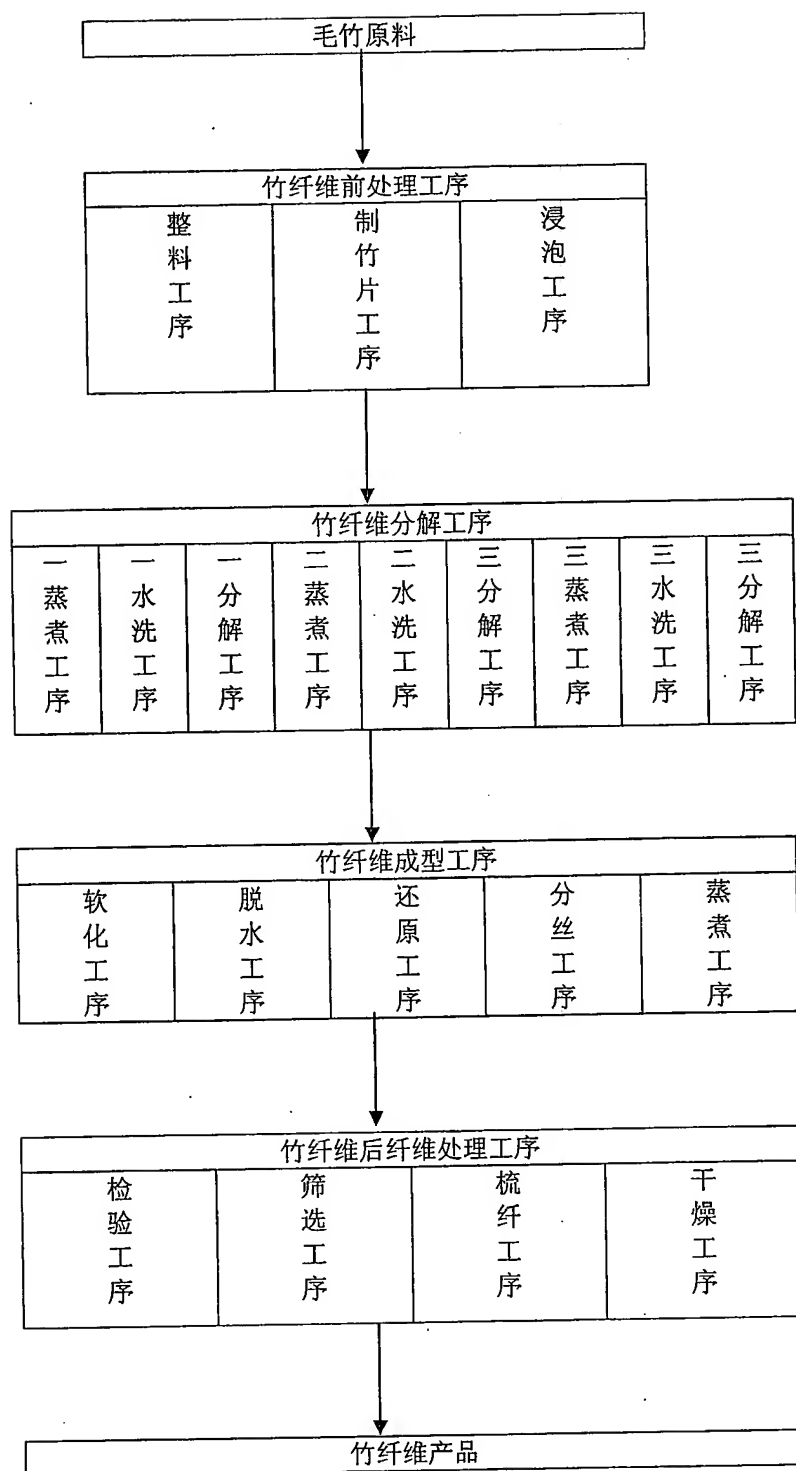 毛竹原料
竹纤维前处理工序
整料工序
制竹片工序
浸泡工序
竹纤维分解工序
一蒸煮工序
一水洗工序
一分解工序
二蒸煮工序
二水洗工序
三分解工序
三蒸煮工序
三水洗工序
三分解工序
竹纤维成型工序
软化工序
脱水工序
还原工序
分丝工序
蒸煮工序
竹纤维后纤维处理工序
检验工序
筛选工序
梳纤工序
干燥工序
竹纤维产品